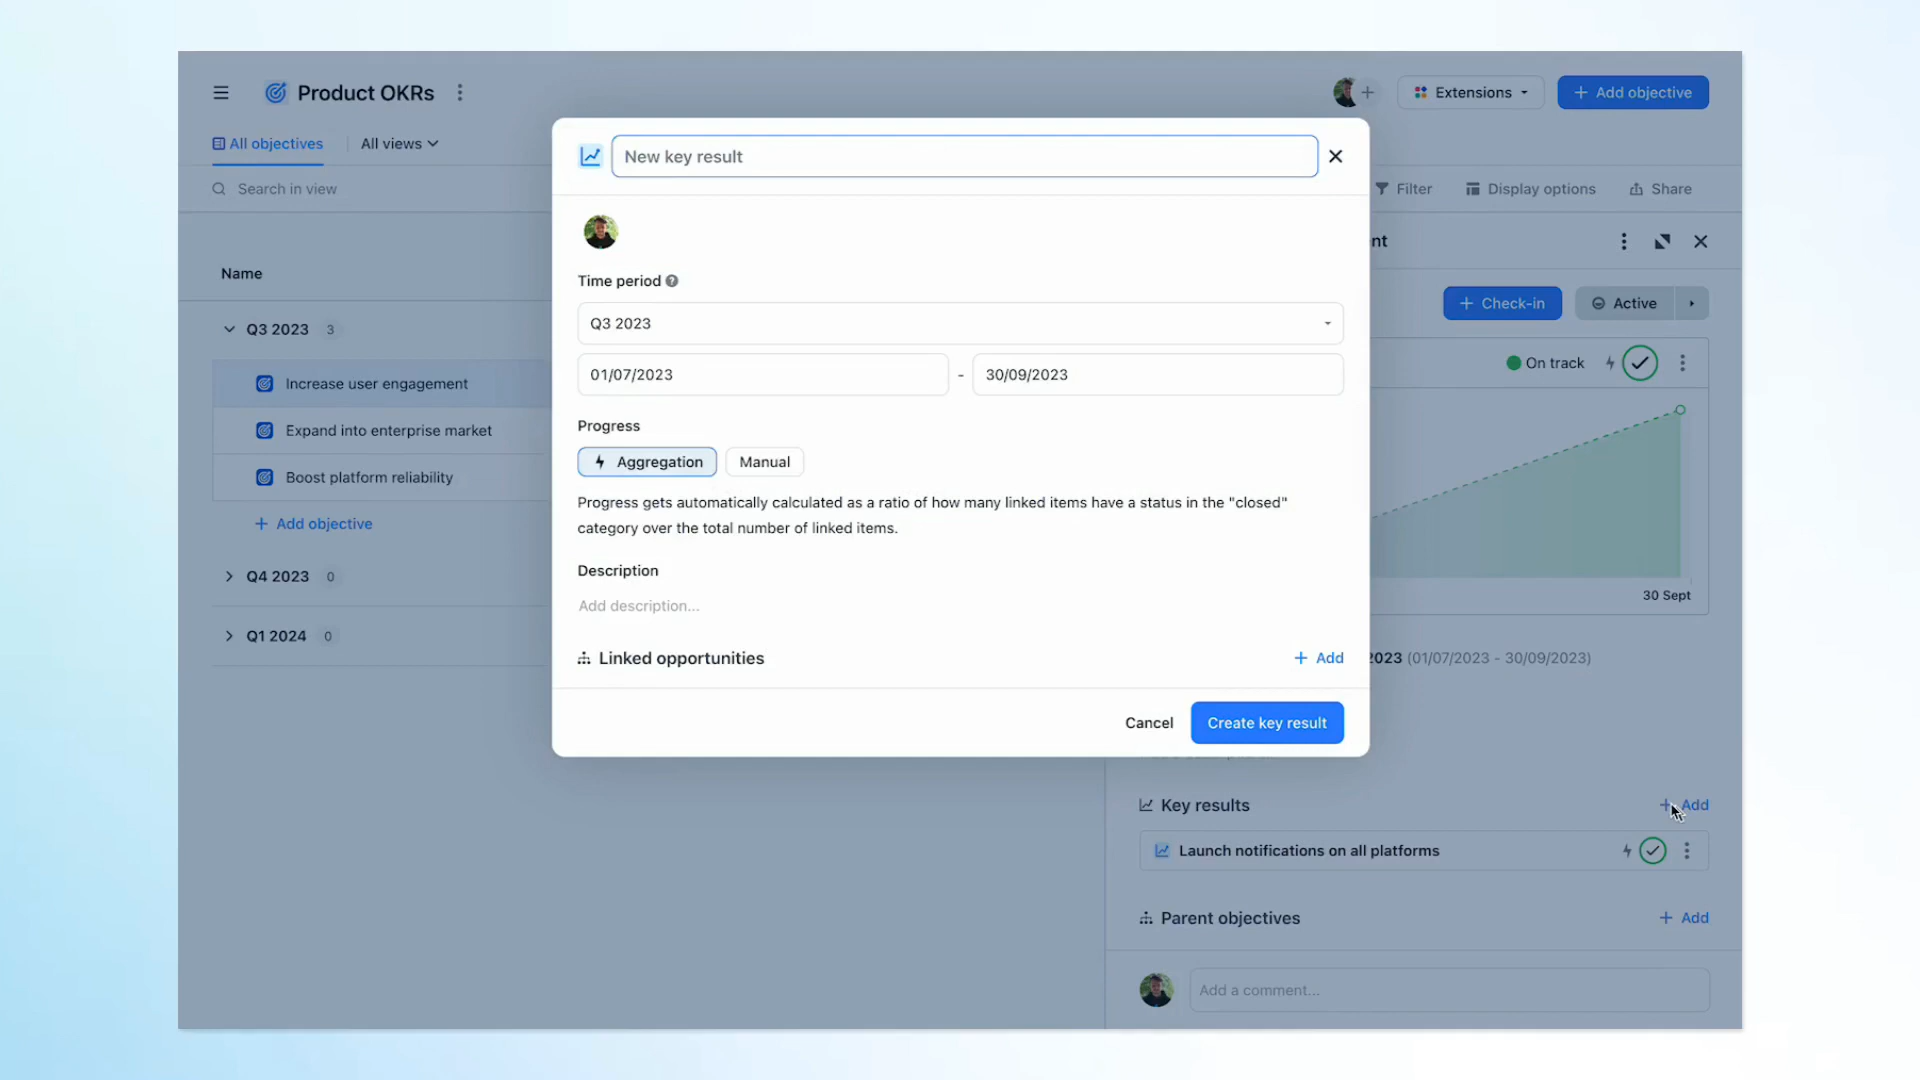 Product OKRs
Extensions
+ Add objective
All objectives
All views
Search in view
Filter
Display options
Share
New key result
Time period
Q3 2023
01/07/2023 - 30/09/2023
Progress
Aggregation
Manual
Progress gets automatically calculated as a ratio of how many linked items have a status in the "closed"
category over the total number of linked items.
Description
Add description...
Linked opportunities
+ Add
Cancel
Create key result
Name
Q3 2023 3
Increase user engagement
Expand into enterprise market
Boost platform reliability
+ Add objective
Q4 2023 0
Q1 2024 0
nt
+ Check-in
Active
On track
30 Sept
2023 (01/07/2023 - 30/09/2023)
Key results
+ Add
Launch notifications on all platforms
Parent objectives
+ Add
Add a comment...